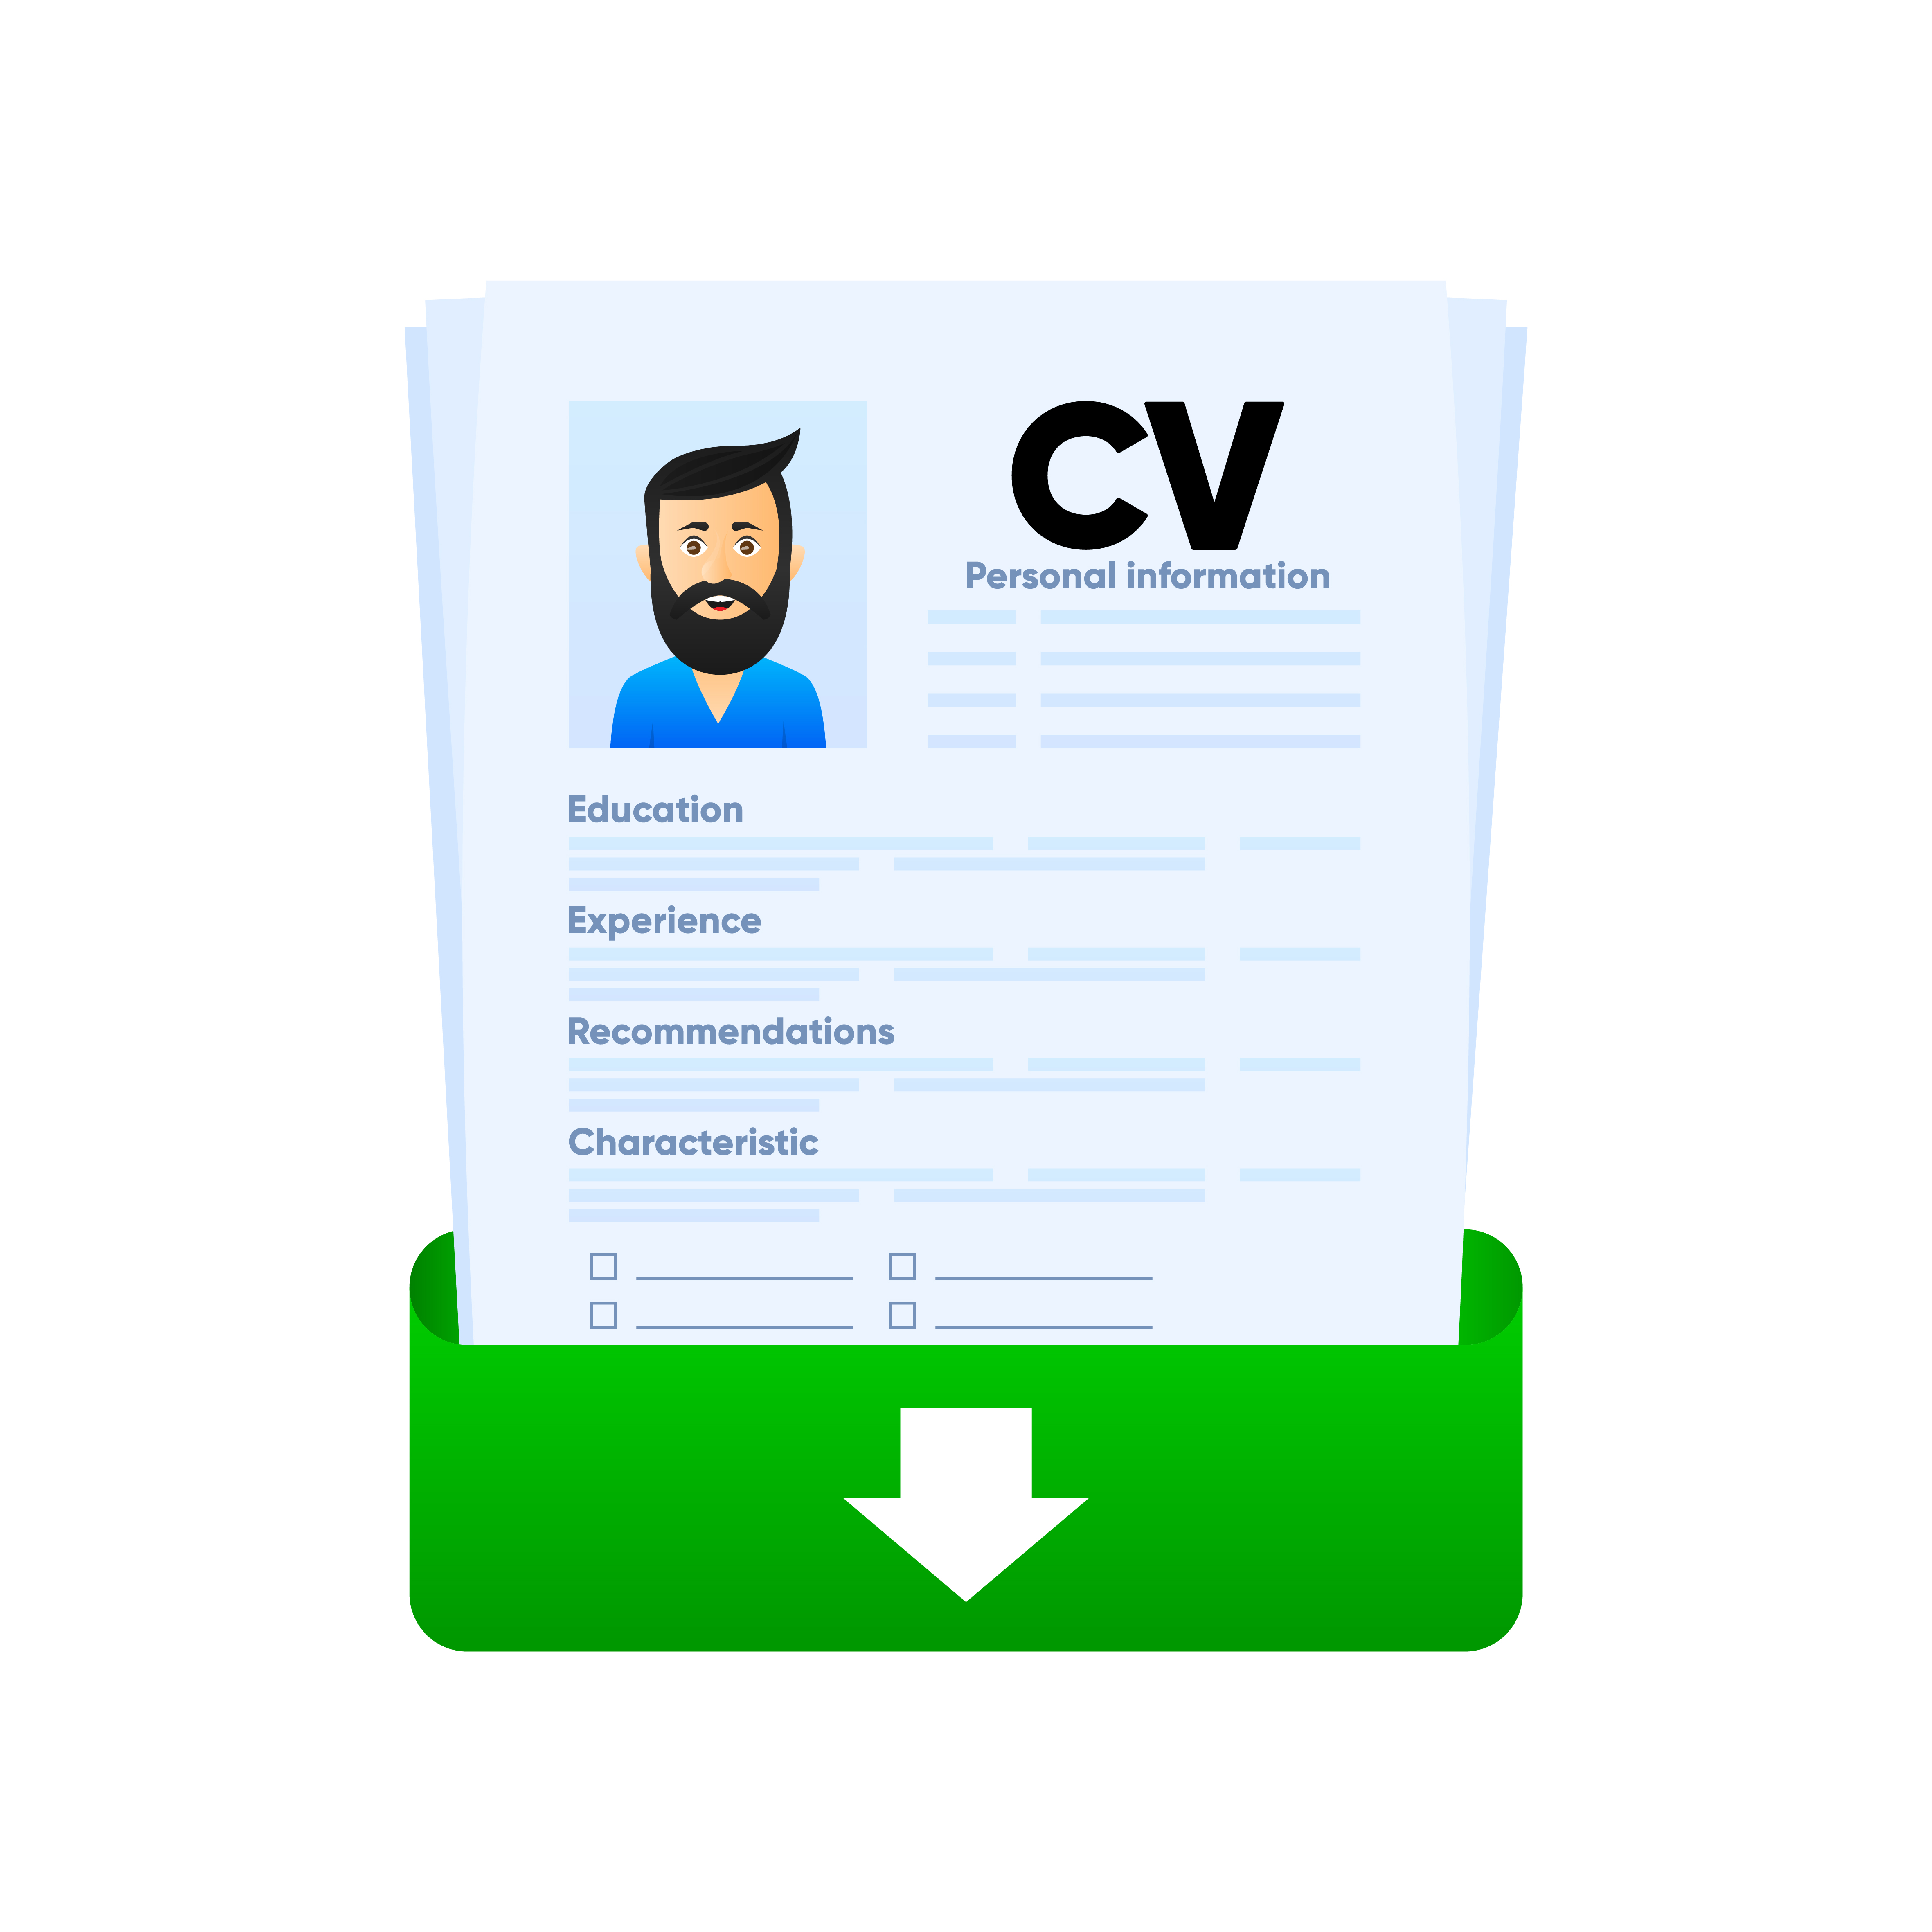 CV
Personal information
Education
Experience
Recommendations
Characteristic